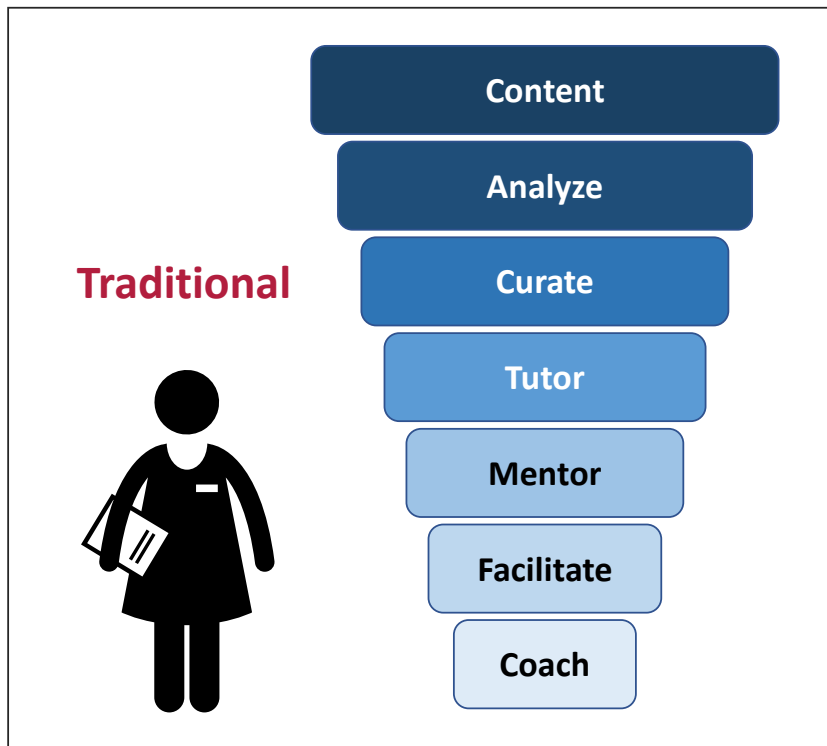 Content
Analyze
Curate
Traditional
Tutor
Mentor
Facilitate
Coach